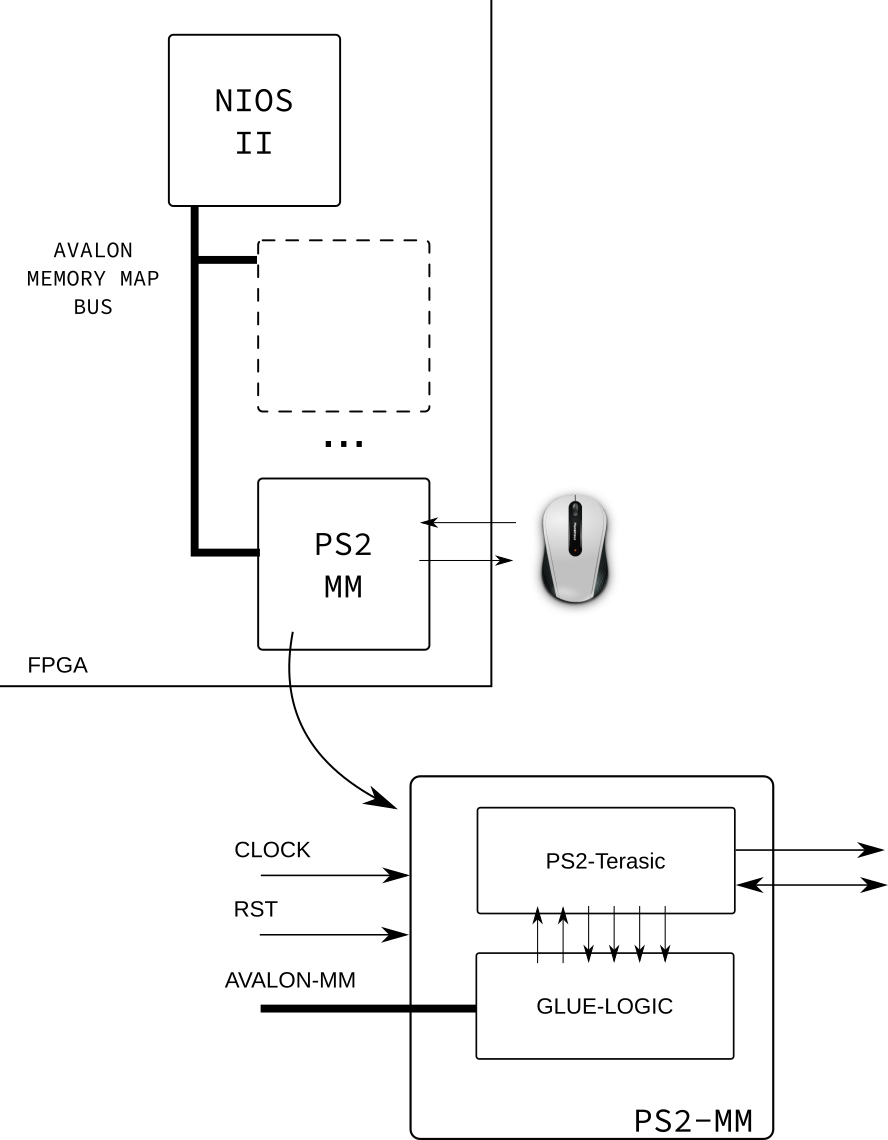 NIOS
II
AVALON
MEMORY MAP
BUS
...
PS2
MM
FPGA
CLOCK
PS2-Terasic
RST
AVALON-MM
GLUE-LOGIC
PS2-MM